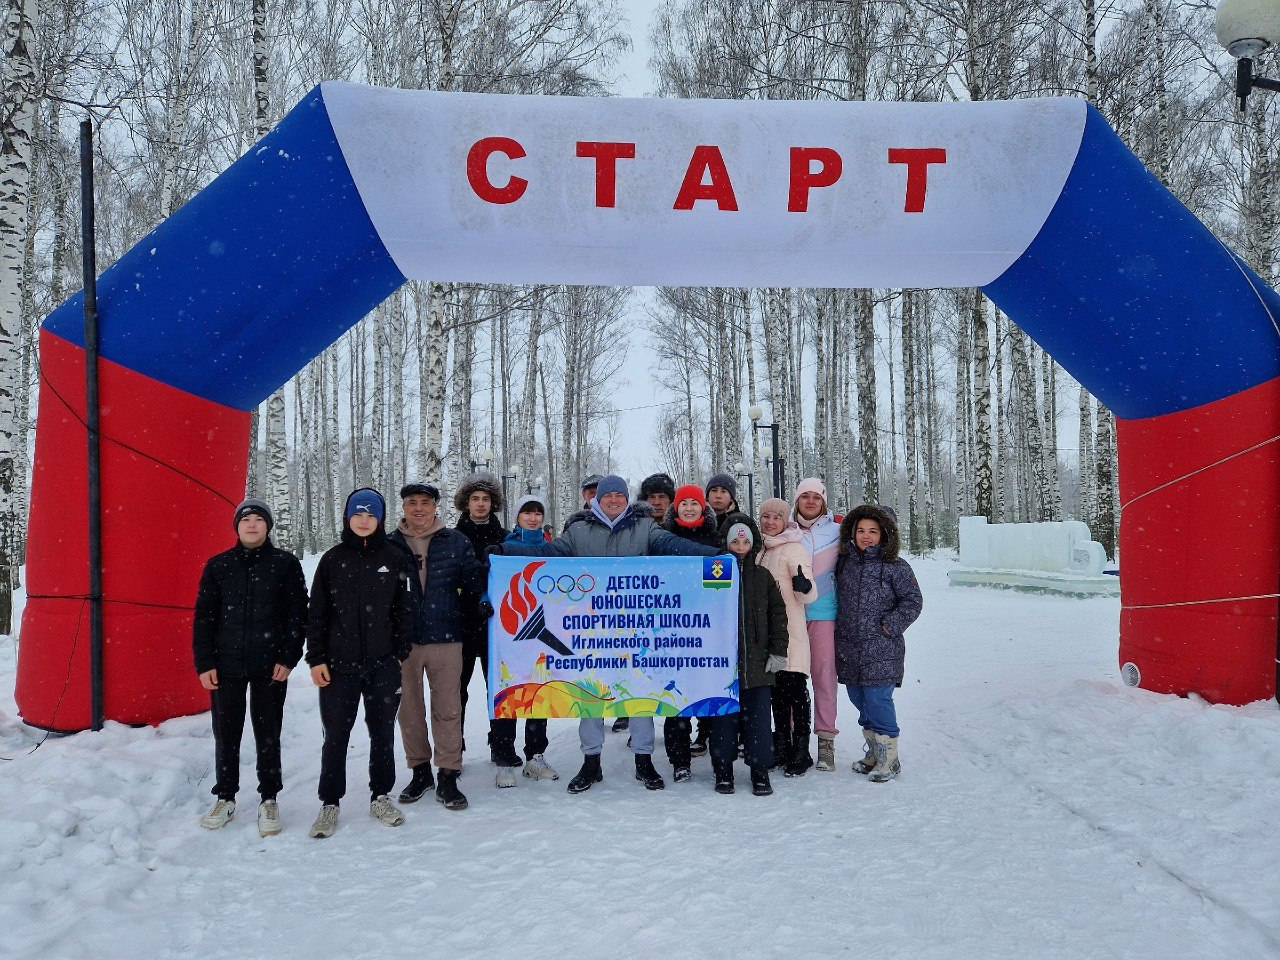 СТАРТ
ДЕТСКО-
ЮНОШЕСКАЯ
СПОРТИВНАЯ ШКОЛА
Иглинского района
Республики Башкортостан